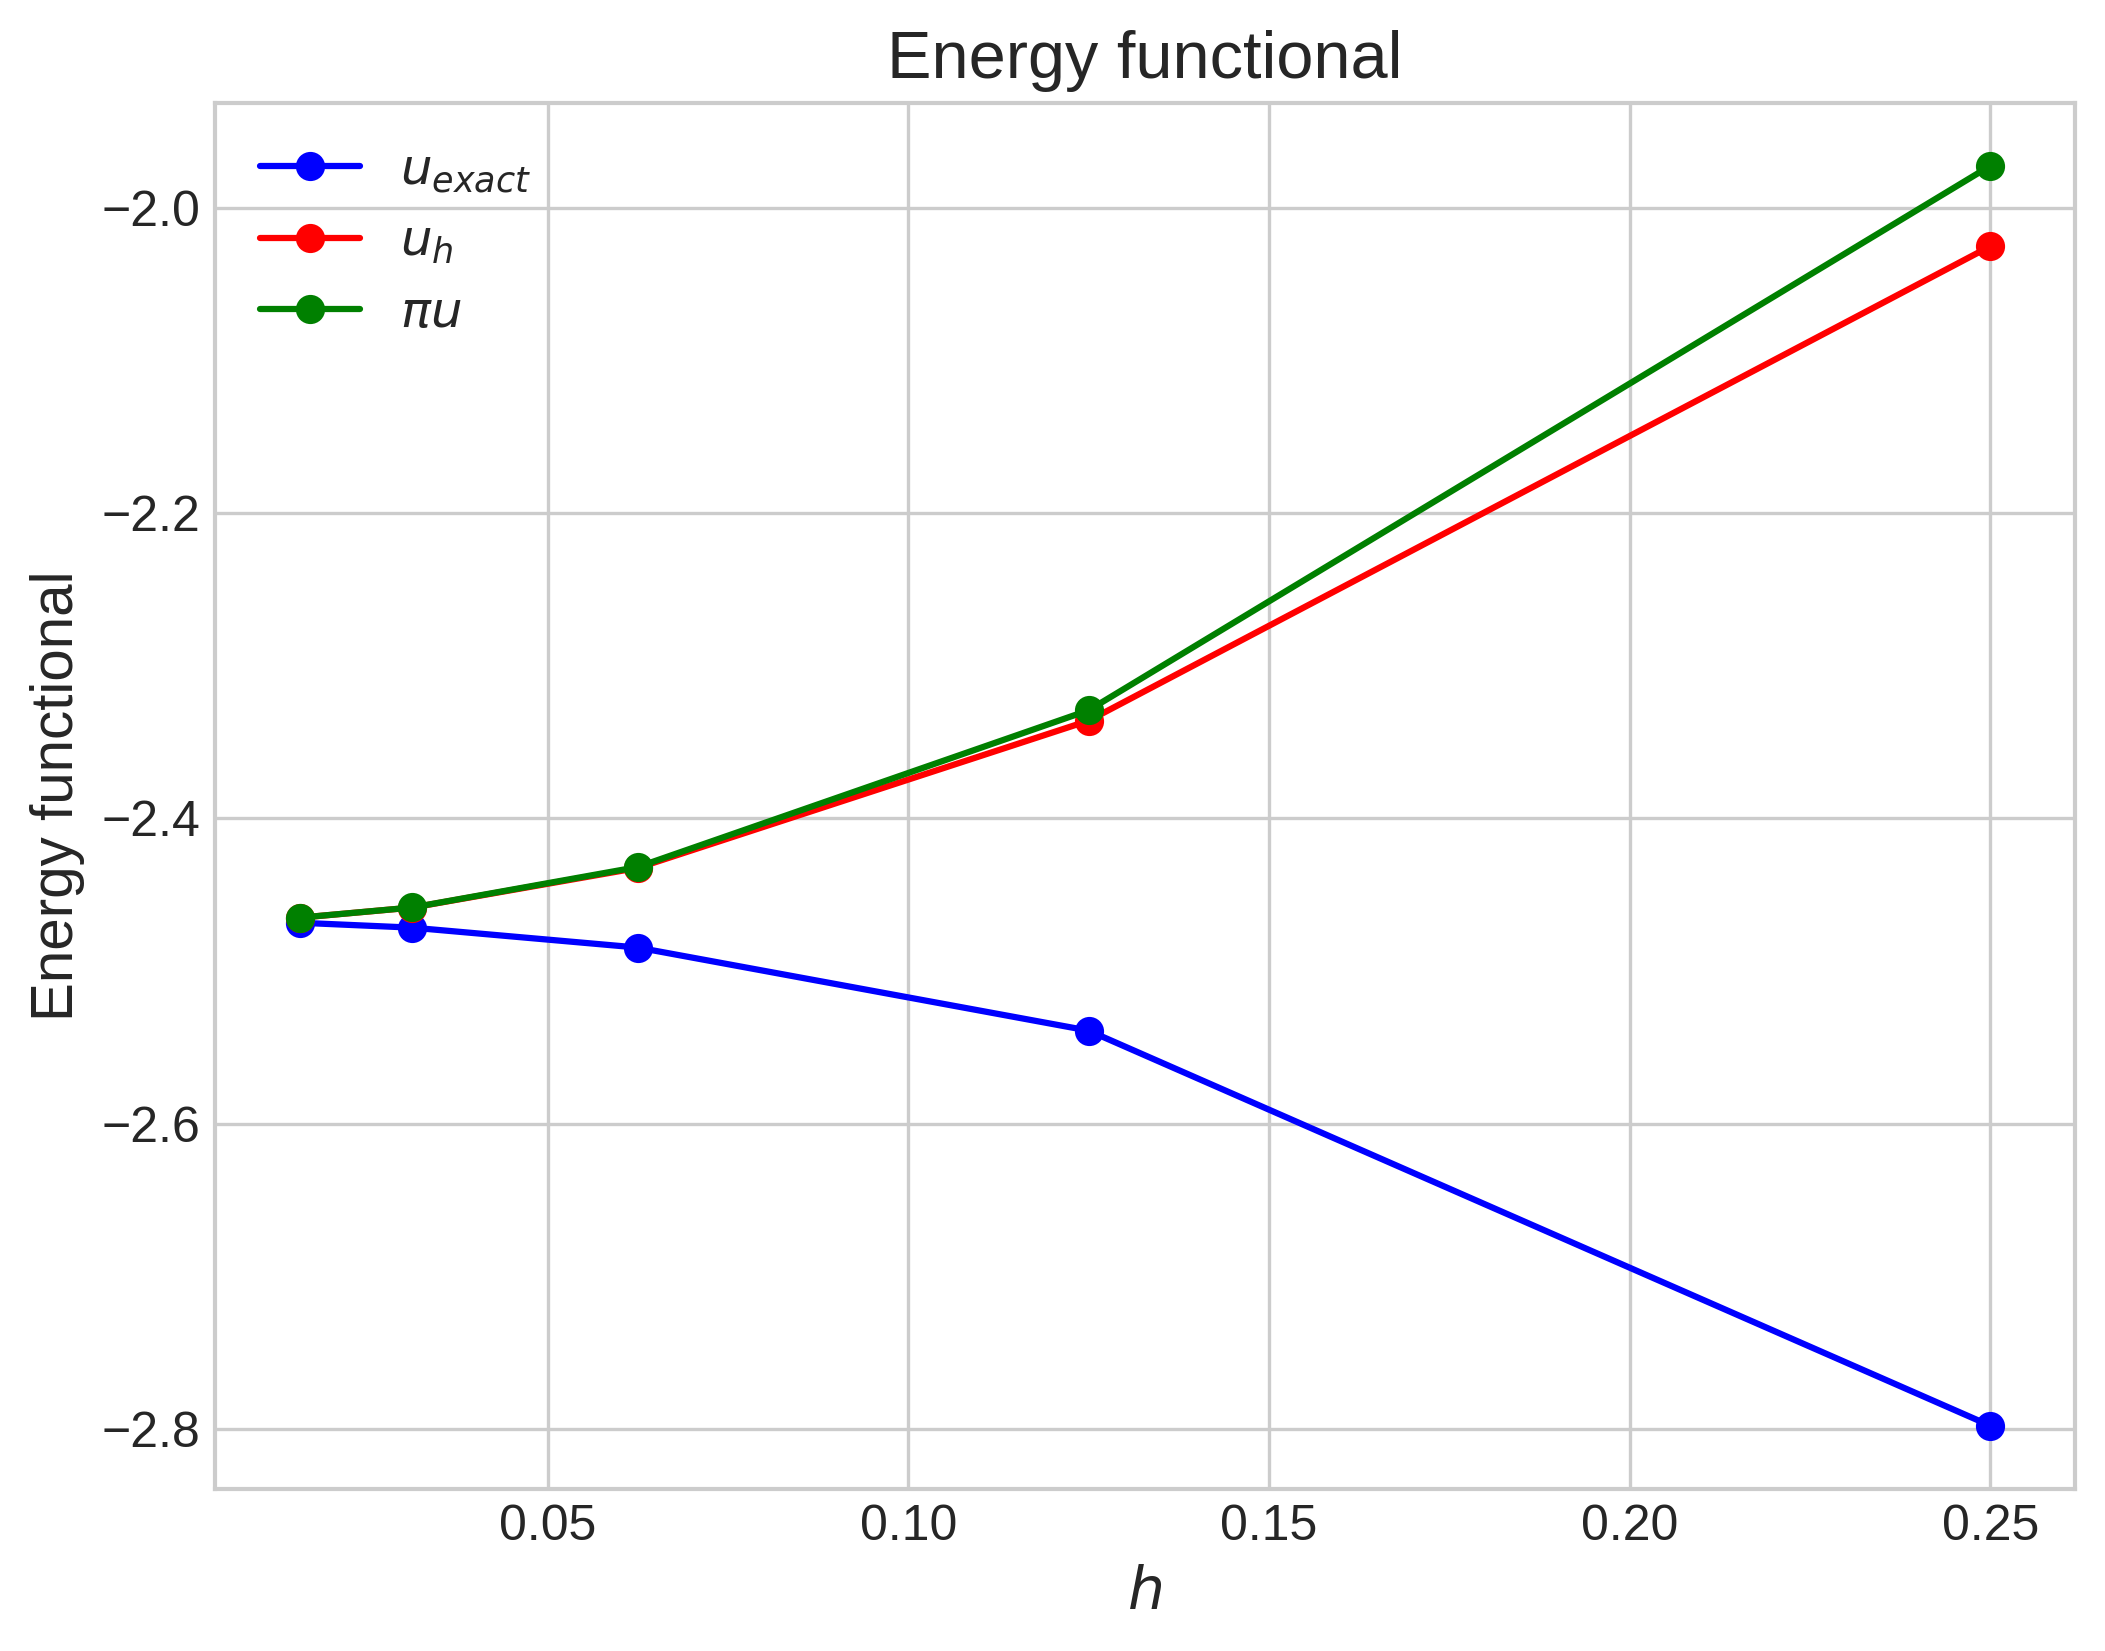 Energy functional
u_exact
u_h
πu
−2.0
−2.2
−2.4
−2.6
−2.8
Energy functional
0.05 0.10 0.15 0.20 0.25
h